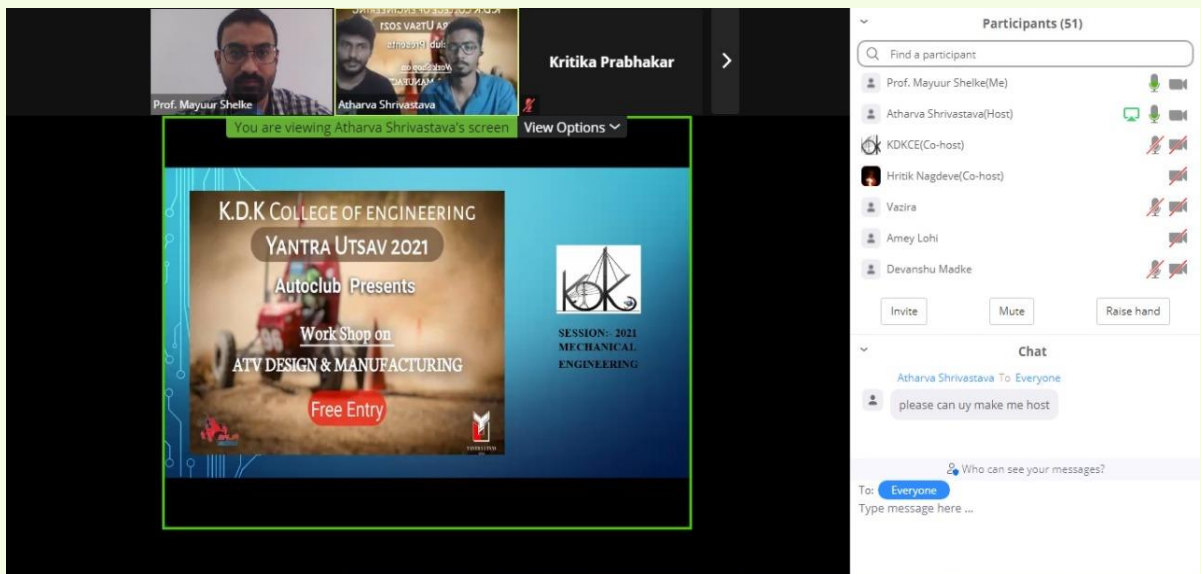 Prof. Mayuur Shelke
Atharva Shrivastava
Kritika Prabhakar
You are viewing Atharva Shrivastava's screen
View Options
K.D.K COLLEGE OF ENGINEERING
YANTRA UTSAV 2021
Autoclub Presents
Work Shop on
ATV DESIGN & MANUFACTURING
Free Entry
KDK
SESSION:- 2021
MECHANICAL
ENGINEERING
Participants (51)
Find a participant
Prof. Mayuur Shelke(Me)
Atharva Shrivastava(Host)
KDKCE(Co-host)
Hritik Nagdeve(Co-host)
Vazira
Amey Lohi
Devanshu Madke
Invite
Mute
Raise hand
Chat
Atharva Shrivastava To Everyone
please can uy make me host
Who can see your messages?
To: Everyone
Type message here ...